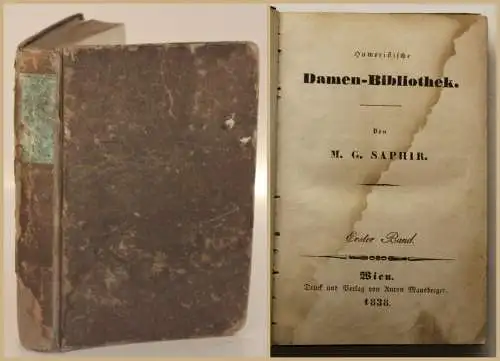 Humoristische
Damen-Bibliothek.
Von
M. G. SAPHIR.
Erster Band.
Wien.
Druck und Verlag von Anton Mausberger.
1838.